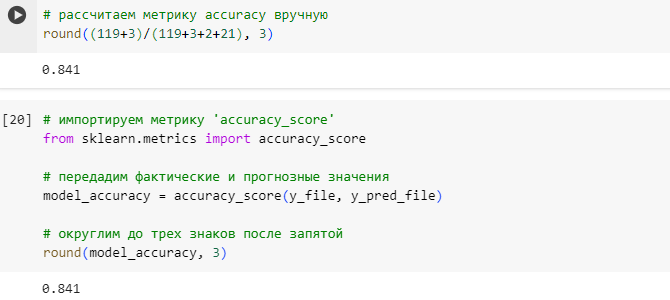 # рассчитаем метрику accuracy вручную
round((119+3)/(119+3+2+21), 3)
0.841
[20] # импортируем метрику 'accuracy_score'
from sklearn.metrics import accuracy_score
# передадим фактические и прогнозные значения
model_accuracy = accuracy_score(y_file, y_pred_file)
# округлим до трех знаков после запятой
round(model_accuracy, 3)
0.841